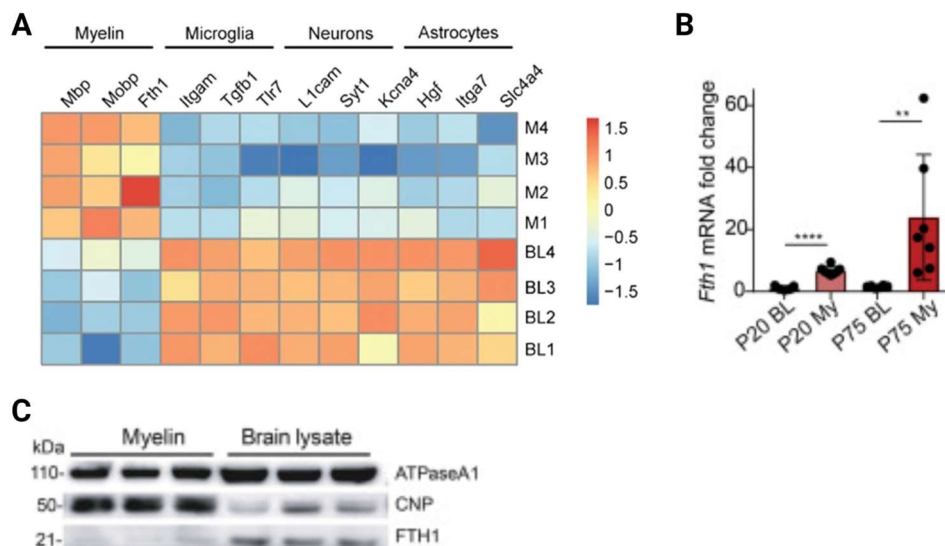 A
Myelin Microglia Neurons Astrocytes
Mbp Mobp Fth1 Itgam Tgfb1 Tlr7 L1cam Syt1 Kcna4 Hgf Itga7 Slc4a4
M4
M3
M2
M1
BL4
BL3
BL2
BL1
1.5
1
0.5
0
−0.5
−1
−1.5
B
Fth1 mRNA fold change
60
40
20
0
****
**
P20 BL P20 My P75 BL P75 My
C
kDa Myelin Brain lysate
110- ATPaseA1
50- CNP
21- FTH1